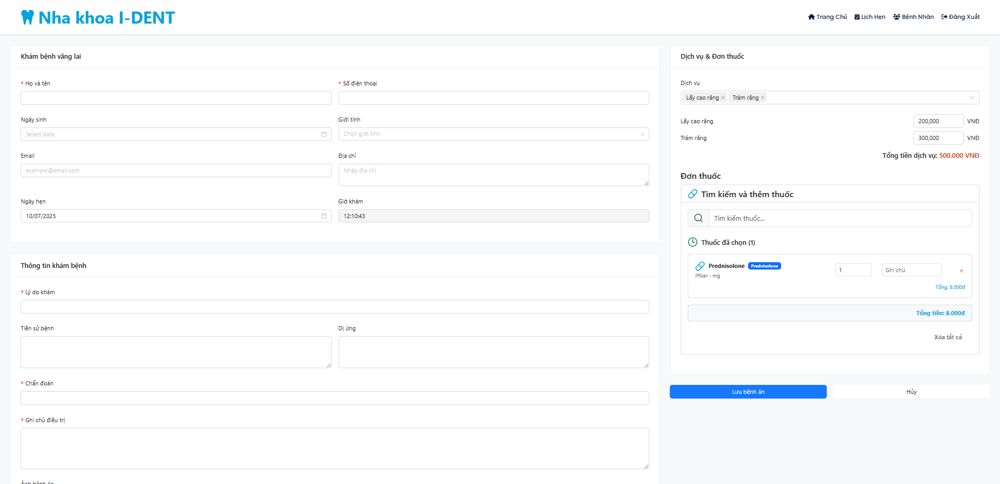 Nha khoa I-DENT
Trang Chủ Lịch Hẹn Bệnh Nhân Đăng Xuất
Khám bệnh vãng lai
* Họ và tên
* Số điện thoại
Ngày sinh
Giới tính
Select date
Chọn giới tính
Email
Địa chỉ
example@email.com
Nhập địa chỉ
Ngày hẹn
Giờ khám
10/07/2025
12:10:43
Thông tin khám bệnh
* Lý do khám
Tiền sử bệnh
Dị ứng
* Chẩn đoán
* Ghi chú điều trị
Ảnh bệnh án
Dịch vụ & Đơn thuốc
Dịch vụ
Lấy cao răng × Trám răng ×
Lấy cao răng 200,000 VNĐ
Trám răng 300,000 VNĐ
Tổng tiền dịch vụ: 500.000 VNĐ
Đơn thuốc
Tìm kiếm và thêm thuốc
Tìm kiếm thuốc...
Thuốc đã chọn (1)
Prednisolone Prednisolone 1 Ghi chú ×
Pfizer - mg
Tổng: 8.000đ
Tổng tiền: 8.000đ
Xóa tất cả
Lưu bệnh án
Hủy